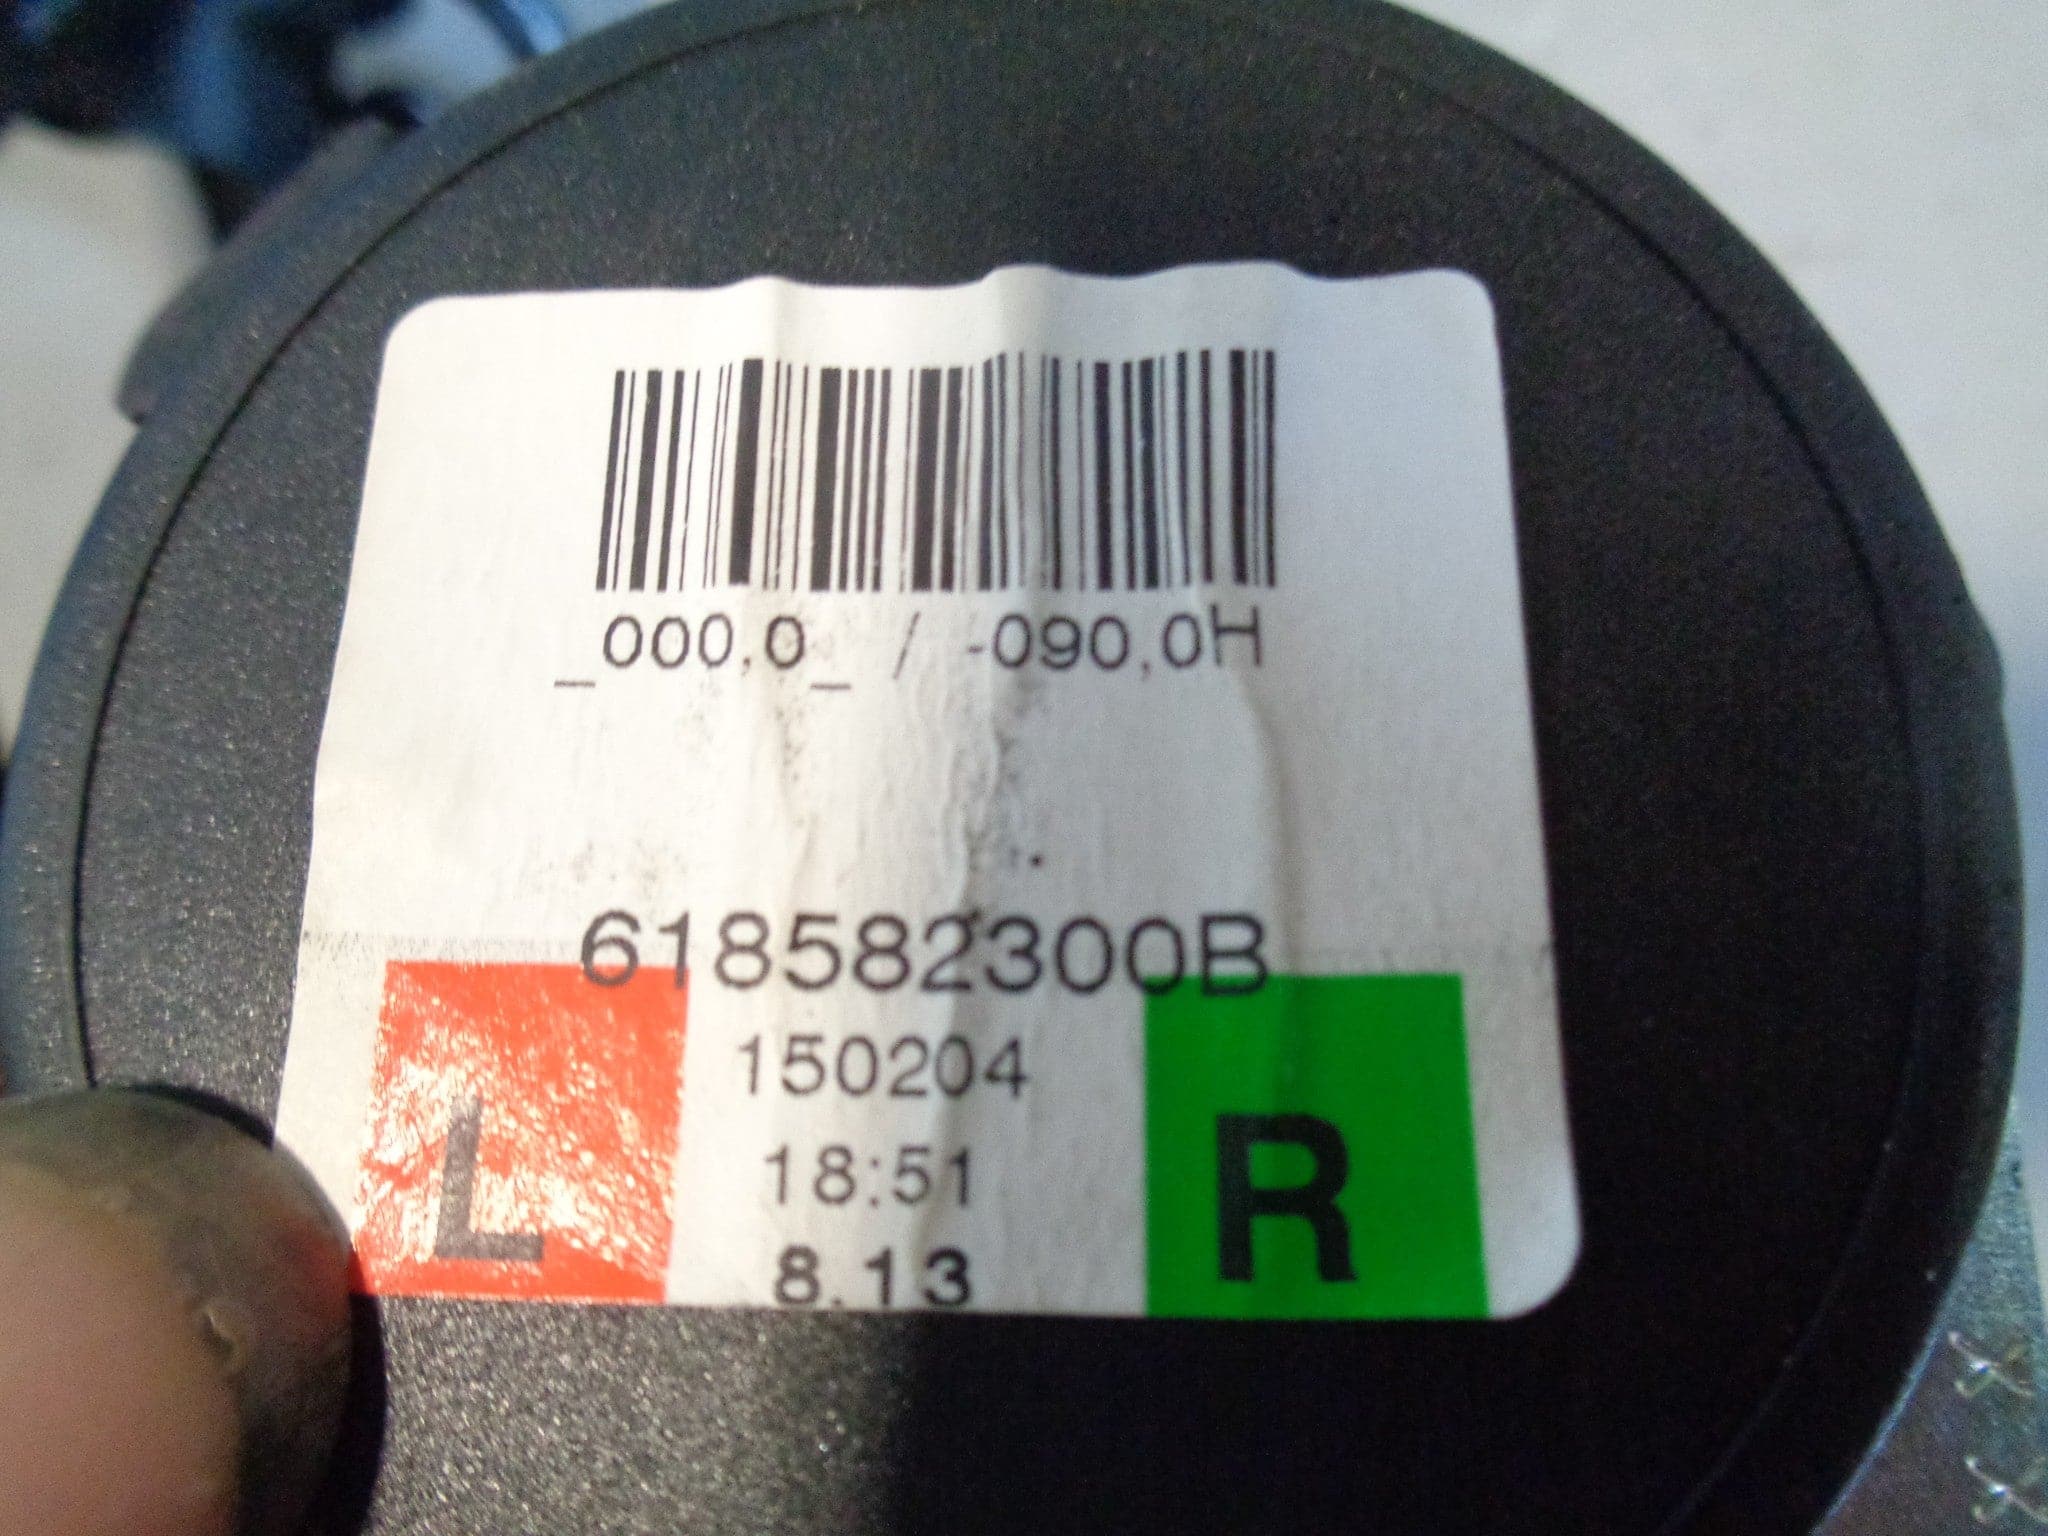 _000,0_ / -090,0H
618582300B
150204
18:51
8.13
L
R